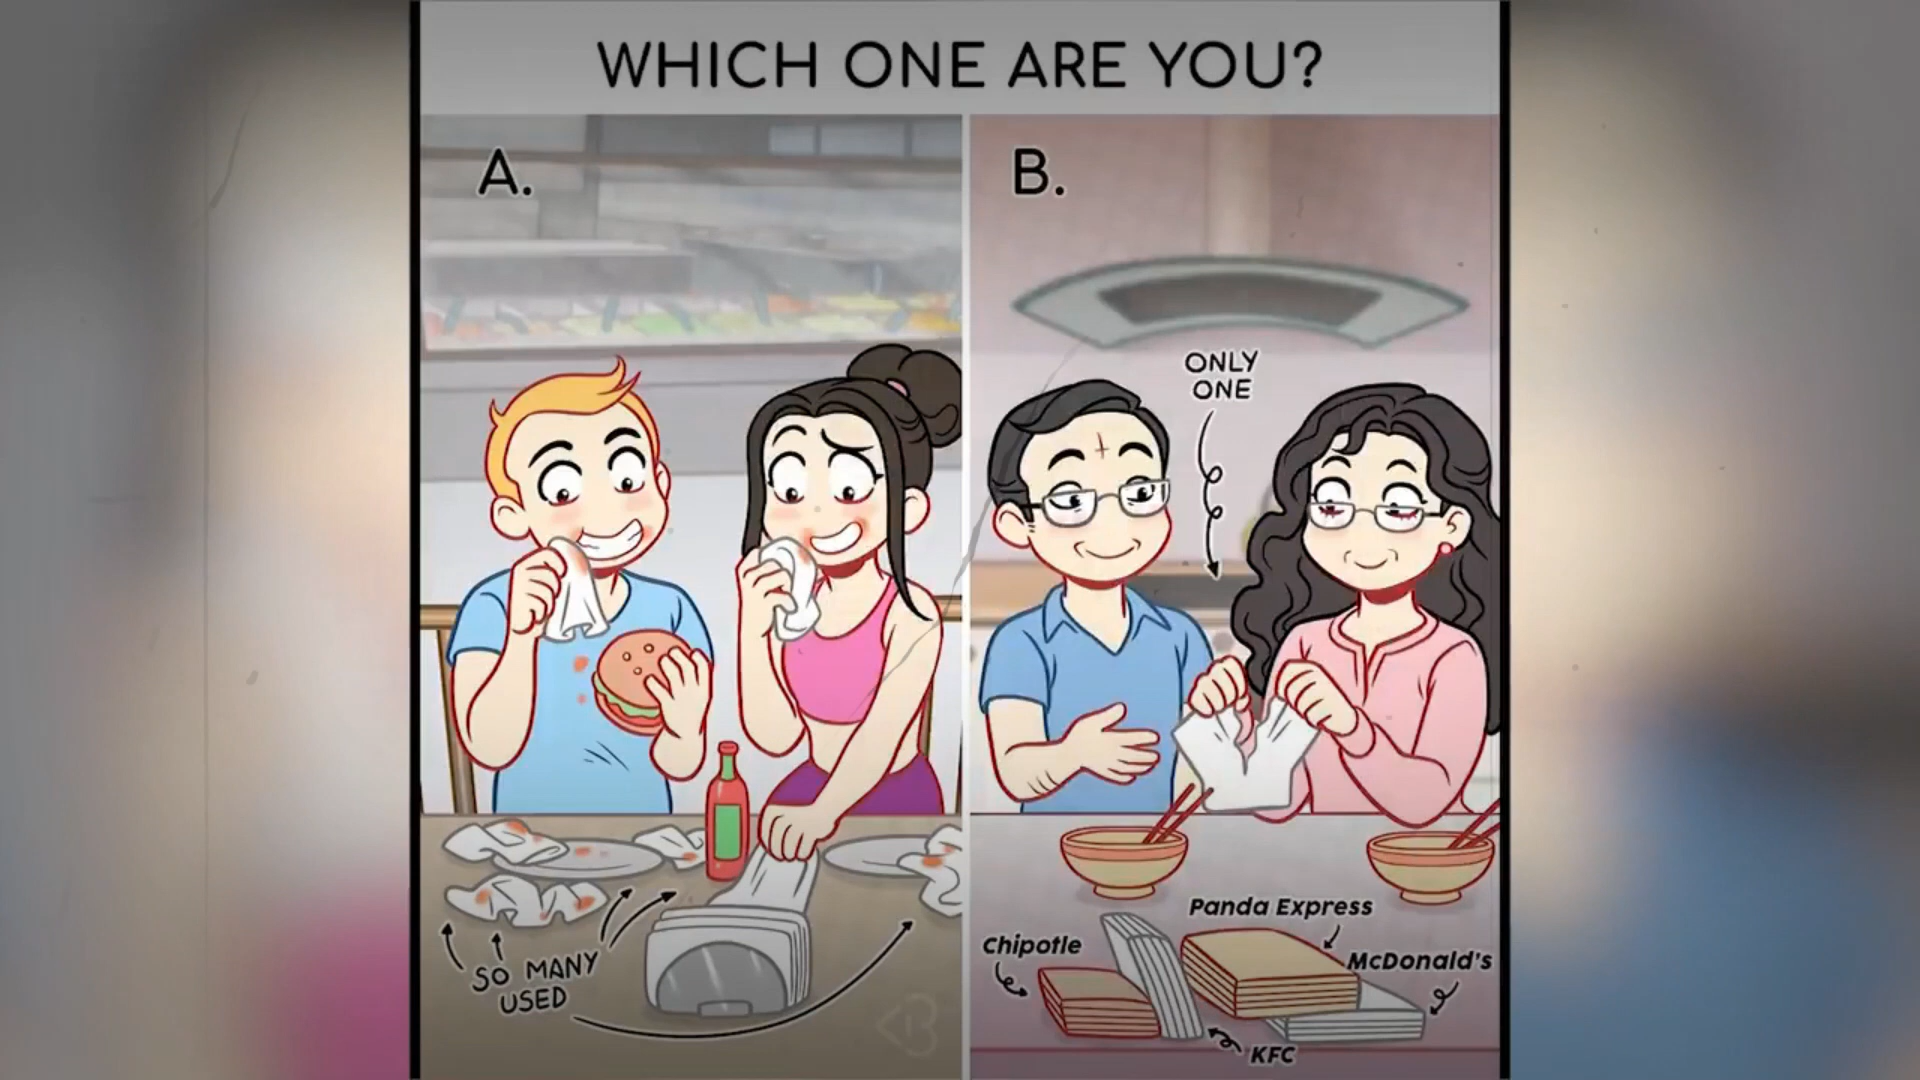 WHICH ONE ARE YOU?
A.
B.
ONLY
ONE
SO MANY
USED
Panda Express
Chipotle
McDonald's
KFC